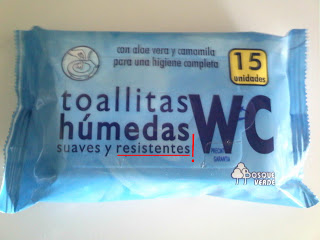 con aloe vera y camomila
para una higiene completa
15
unidades
toallitas
húmedas
WC
suaves y resistentes
BOSQUE
VERDE